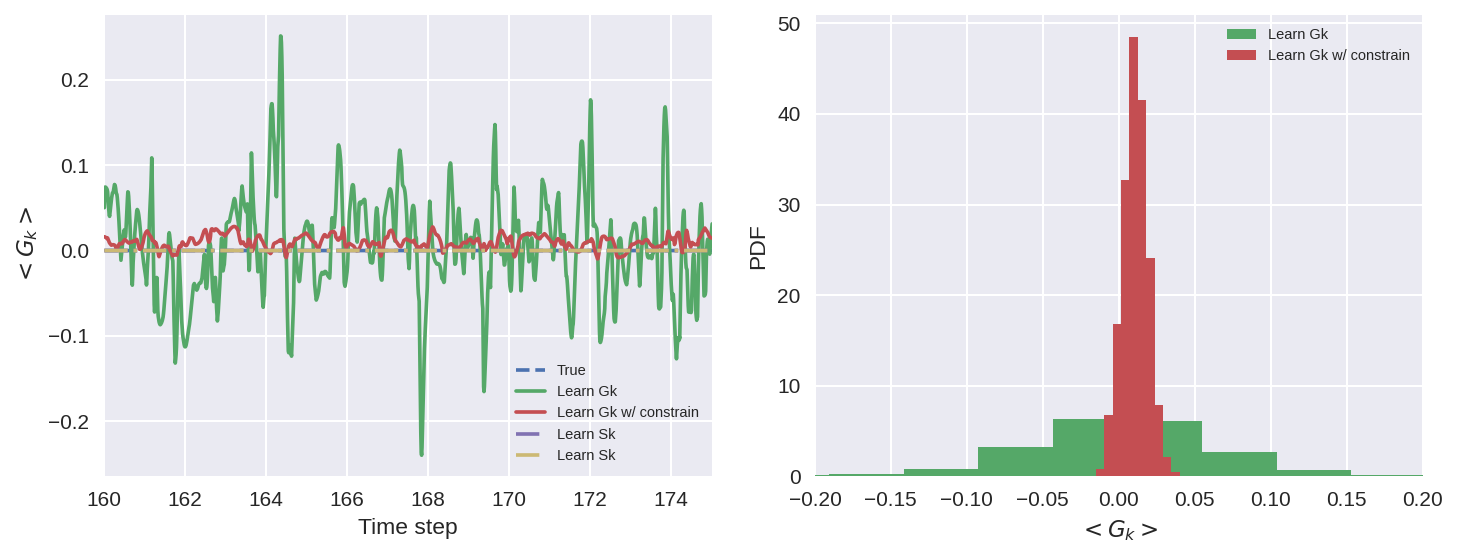 0.2
0.1
0.0
−0.1
−0.2
< G_k >
160
162
164
166
168
170
172
174
Time step
True
Learn Gk
Learn Gk w/ constrain
Learn Sk
Learn Sk
50
40
30
20
10
0
PDF
−0.20
−0.15
−0.10
−0.05
0.00
0.05
0.10
0.15
0.20
< G_k >
Learn Gk
Learn Gk w/ constrain